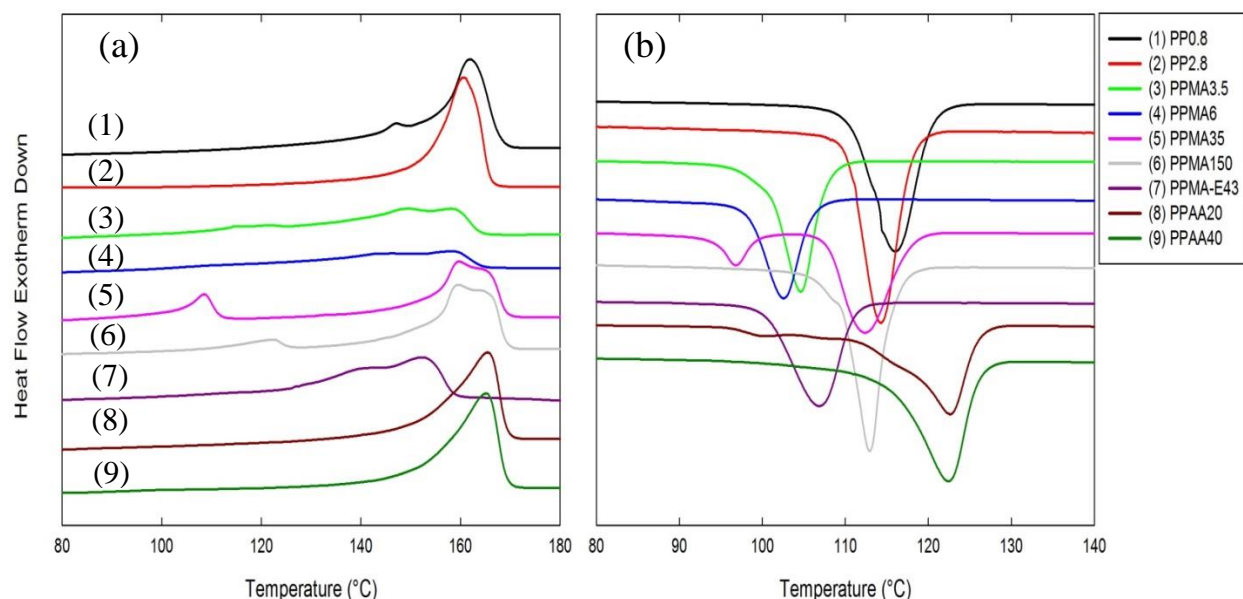 (a)
(b)
(1)
(2)
(3)
(4)
(5)
(6)
(7)
(8)
(9)
Heat Flow Exotherm Down
80 100 120 140 160 180
Temperature (°C)
80 90 100 110 120 130 140
Temperature (°C)
(1) PP0.8
(2) PP2.8
(3) PPMA3.5
(4) PPMA6
(5) PPMA35
(6) PPMA150
(7) PPMA-E43
(8) PPAA20
(9) PPAA40